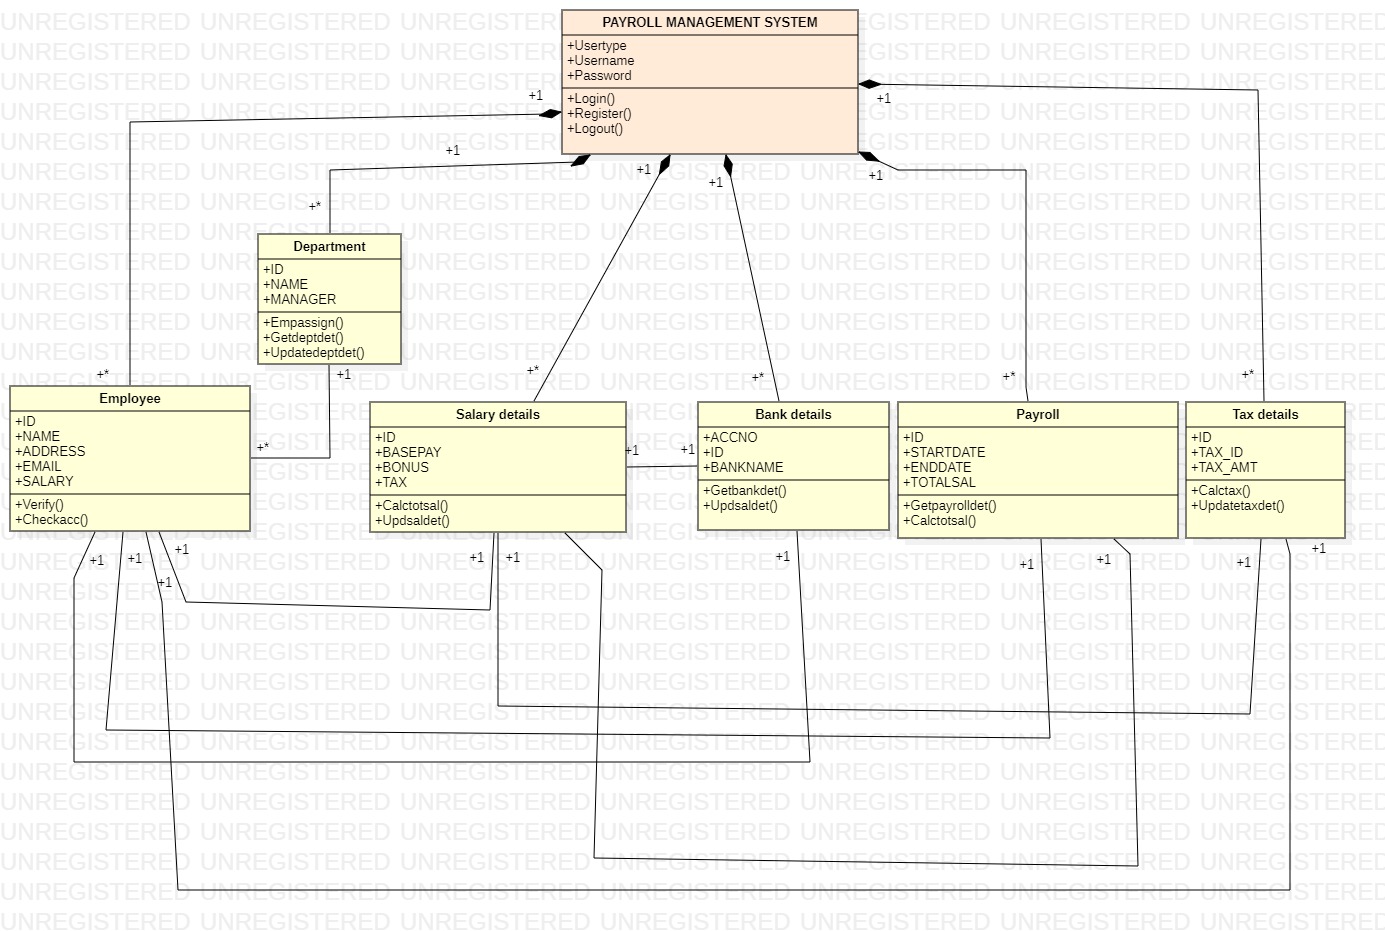 PAYROLL MANAGEMENT SYSTEM
+Usertype
+Username
+Password
+Login()
+Register()
+Logout()
+1
+1
+1
+1
+1
+1
+*
Department
+ID
+NAME
+MANAGER
+Empassign()
+Getdeptdet()
+Updatedeptdet()
+1
+*
+*
+*
+*
+*
+*
Employee
+ID
+NAME
+ADDRESS
+EMAIL
+SALARY
+Verify()
+Checkacc()
Salary details
+ID
+BASEPAY
+BONUS
+TAX
+Calctotsal()
+Updsaldet()
+1
+1
Bank details
+ACCNO
+ID
+BANKNAME
+Getbankdet()
+Updsaldet()
Payroll
+ID
+STARTDATE
+ENDDATE
+TOTALSAL
+Getpayrolldet()
+Calctotsal()
Tax details
+ID
+TAX_ID
+TAX_AMT
+Calctax()
+Updatetaxdet()
+1
+1
+1
+1
+1
+1
+1
+1
+1
+1
+1
UNREGISTERED UNREGISTERED UNREGISTERED UNREGISTERED UNREGISTERED UNREGISTERED UNREGISTERED